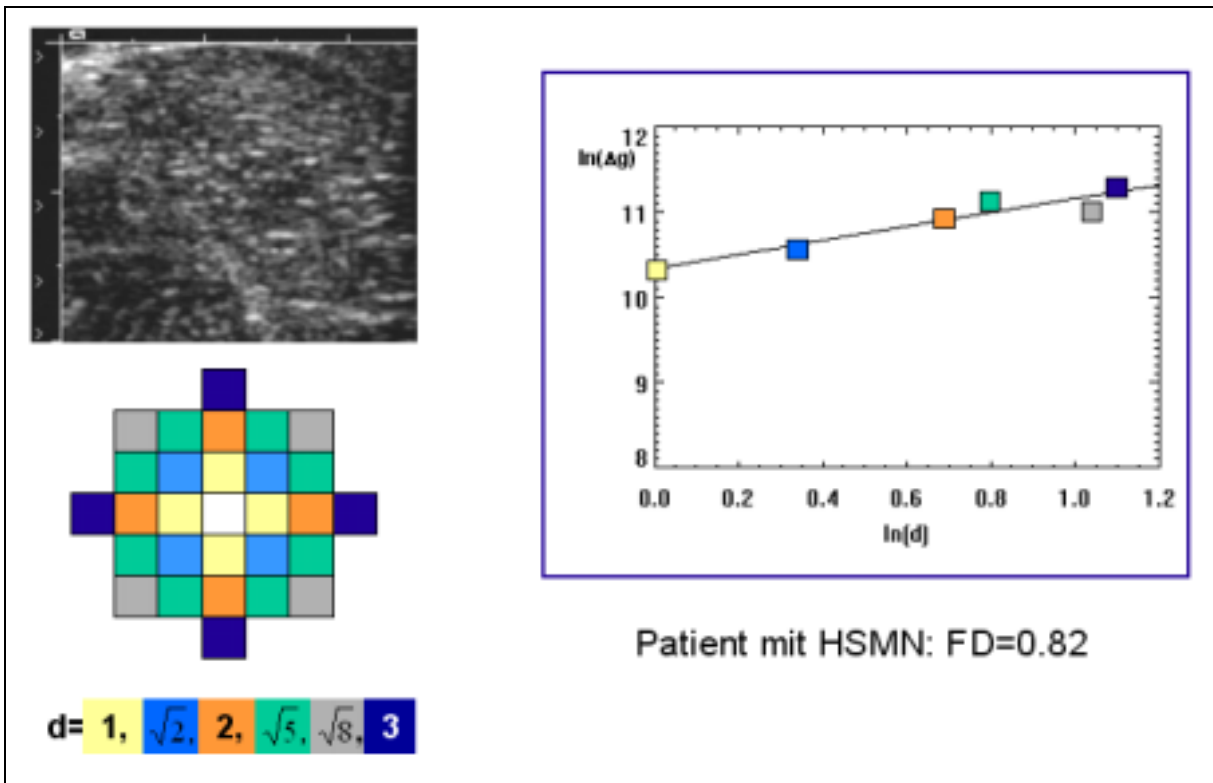 0
12
ln(Δg)
11
10
9
8
0.0 0.2 0.4 0.6 0.8 1.0 1.2
ln(d)
Patient mit HSMN: FD=0.82
d= 1, √2, 2, √5, √8, 3